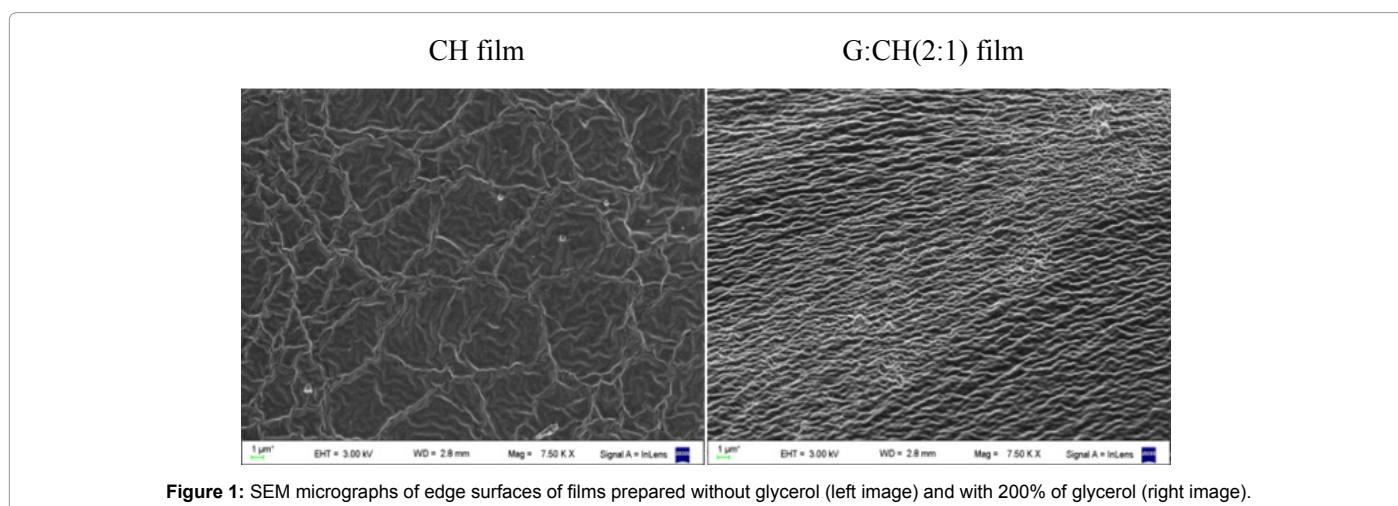 CH film
G:CH(2:1) film
1 µm*
EHT = 3.00 kV
WD = 2.8 mm
Mag = 7.50 K X
Signal A = InLens
1 µm*
EHT = 3.00 kV
WD = 2.8 mm
Mag = 7.50 K X
Signal A = InLens
Figure 1: SEM micrographs of edge surfaces of films prepared without glycerol (left image) and with 200% of glycerol (right image).